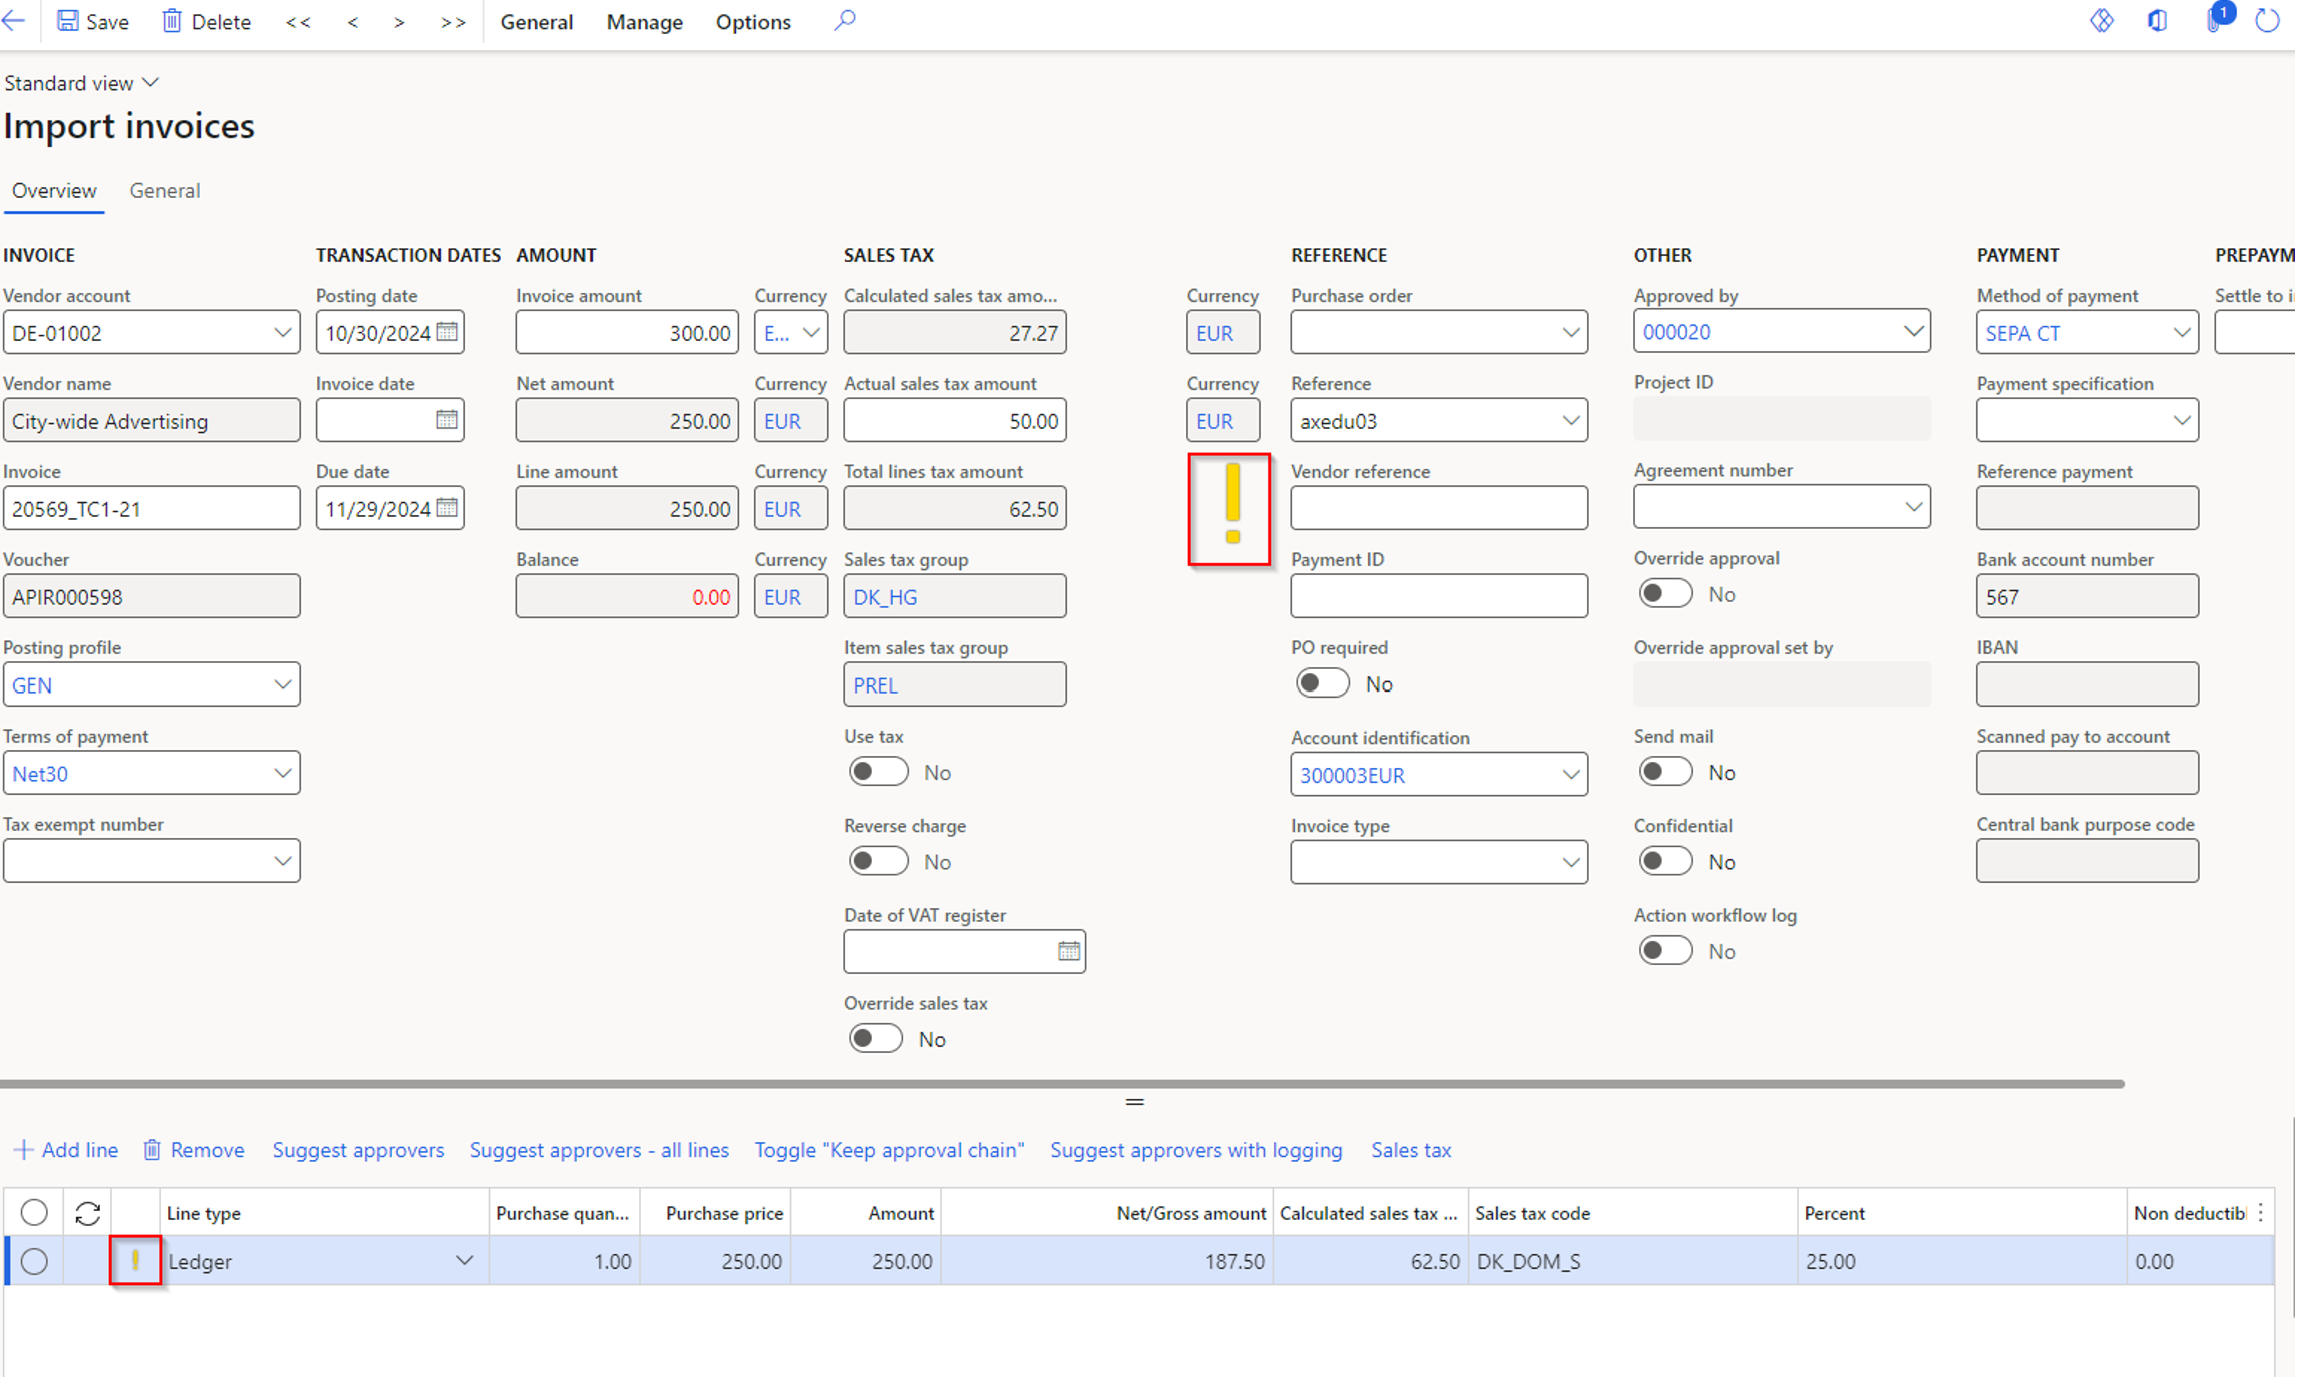 Save Delete << < > >> General Manage Options 1
Standard view
Import invoices
Overview General
INVOICE TRANSACTION DATES AMOUNT SALES TAX REFERENCE OTHER PAYMENT PREPAYM
Vendor account Posting date Invoice amount Currency Calculated sales tax amo... Currency Purchase order Approved by Method of payment Settle to i
DE-01002 10/30/2024 300.00 E... 27.27 EUR 000020 SEPA CT
Vendor name Invoice date Net amount Currency Actual sales tax amount Currency Reference Project ID Payment specification
City-wide Advertising 250.00 EUR 50.00 EUR axedu03
Invoice Due date Line amount Currency Total lines tax amount Vendor reference Agreement number Reference payment
20569_TC1-21 11/29/2024 250.00 EUR 62.50 !
Voucher Balance Currency Sales tax group Payment ID Override approval Bank account number
APIR000598 0.00 EUR DK_HG No 567
Posting profile Item sales tax group PO required Override approval set by IBAN
GEN PREL No
Terms of payment Use tax Account identification Send mail Scanned pay to account
Net30 No 300003EUR No
Tax exempt number Reverse charge Invoice type Confidential Central bank purpose code
No No
Date of VAT register Action workflow log
No
Override sales tax
No
Add line Remove Suggest approvers Suggest approvers - all lines Toggle "Keep approval chain" Suggest approvers with logging Sales tax
Line type Purchase quan... Purchase price Amount Net/Gross amount Calculated sales tax ... Sales tax code Percent Non deductibl
! Ledger 1.00 250.00 250.00 187.50 62.50 DK_DOM_S 25.00 0.00